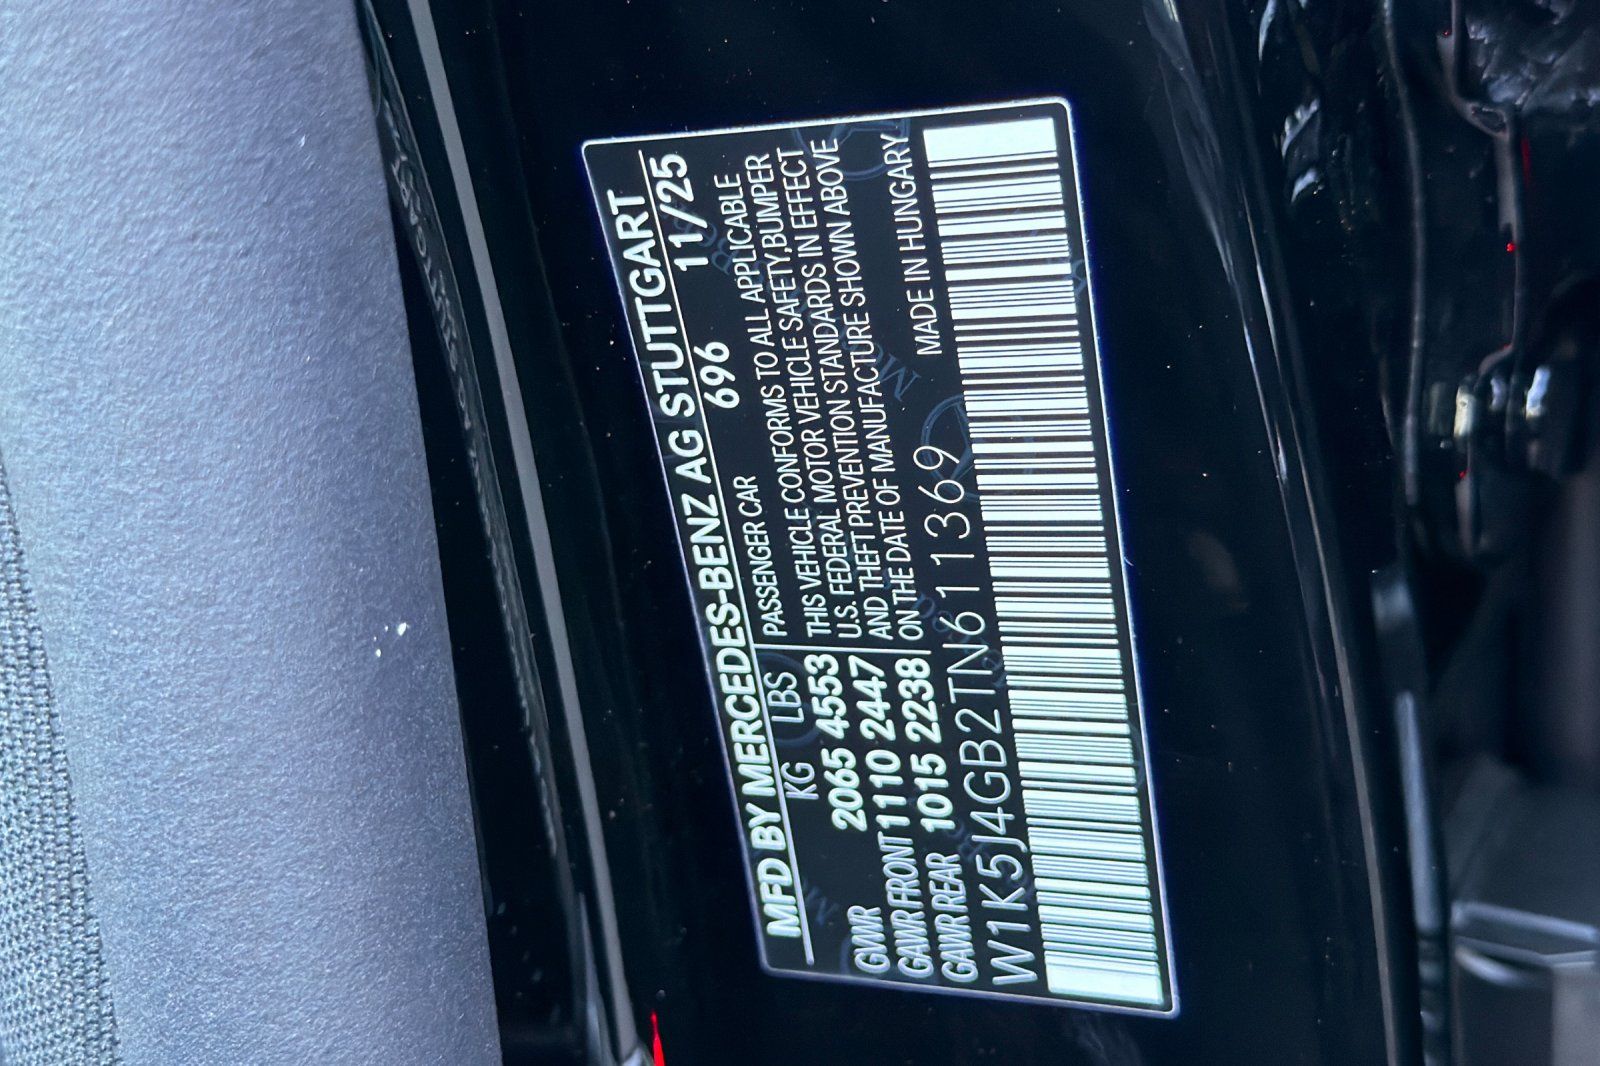 MFD BY MERCEDES-BENZ AG STUTTGART
KG LBS 696 11/25
GVWR 2065 4553
GAWR FRONT 1110 2447
GAWR REAR 1015 2238
PASSENGER CAR
THIS VEHICLE CONFORMS TO ALL APPLICABLE
U.S. FEDERAL MOTOR VEHICLE SAFETY,BUMPER
AND THEFT PREVENTION STANDARDS IN EFFECT
ON THE DATE OF MANUFACTURE SHOWN ABOVE
MADE IN HUNGARY
W1K5J4GB2TN611369